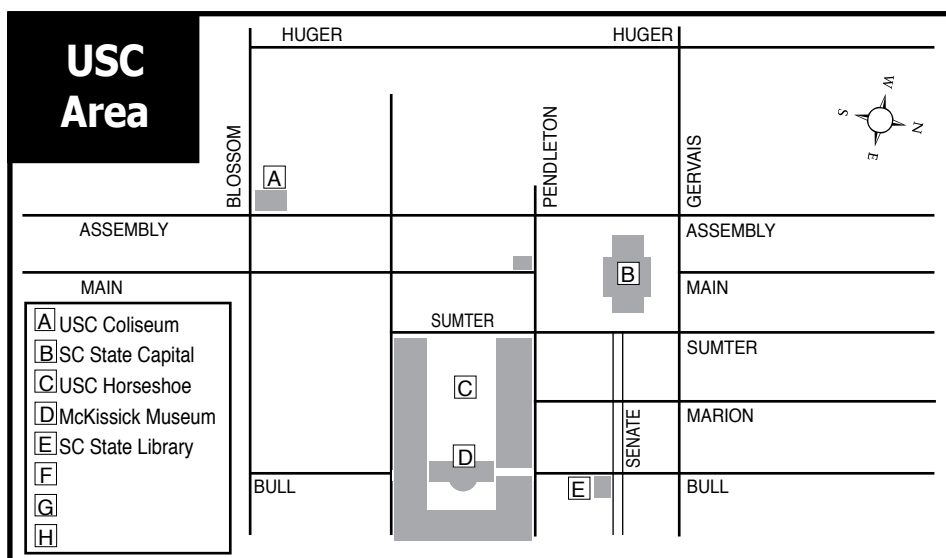 USC
Area
HUGER
HUGER
BLOSSOM
PENDLETON
GERVAIS
W
S
N
E
A
ASSEMBLY
ASSEMBLY
B
MAIN
MAIN
SUMTER
SUMTER
A USC Coliseum
B SC State Capital
C USC Horseshoe
D McKissick Museum
E SC State Library
F
G
H
C
MARION
SENATE
D
BULL
E
BULL